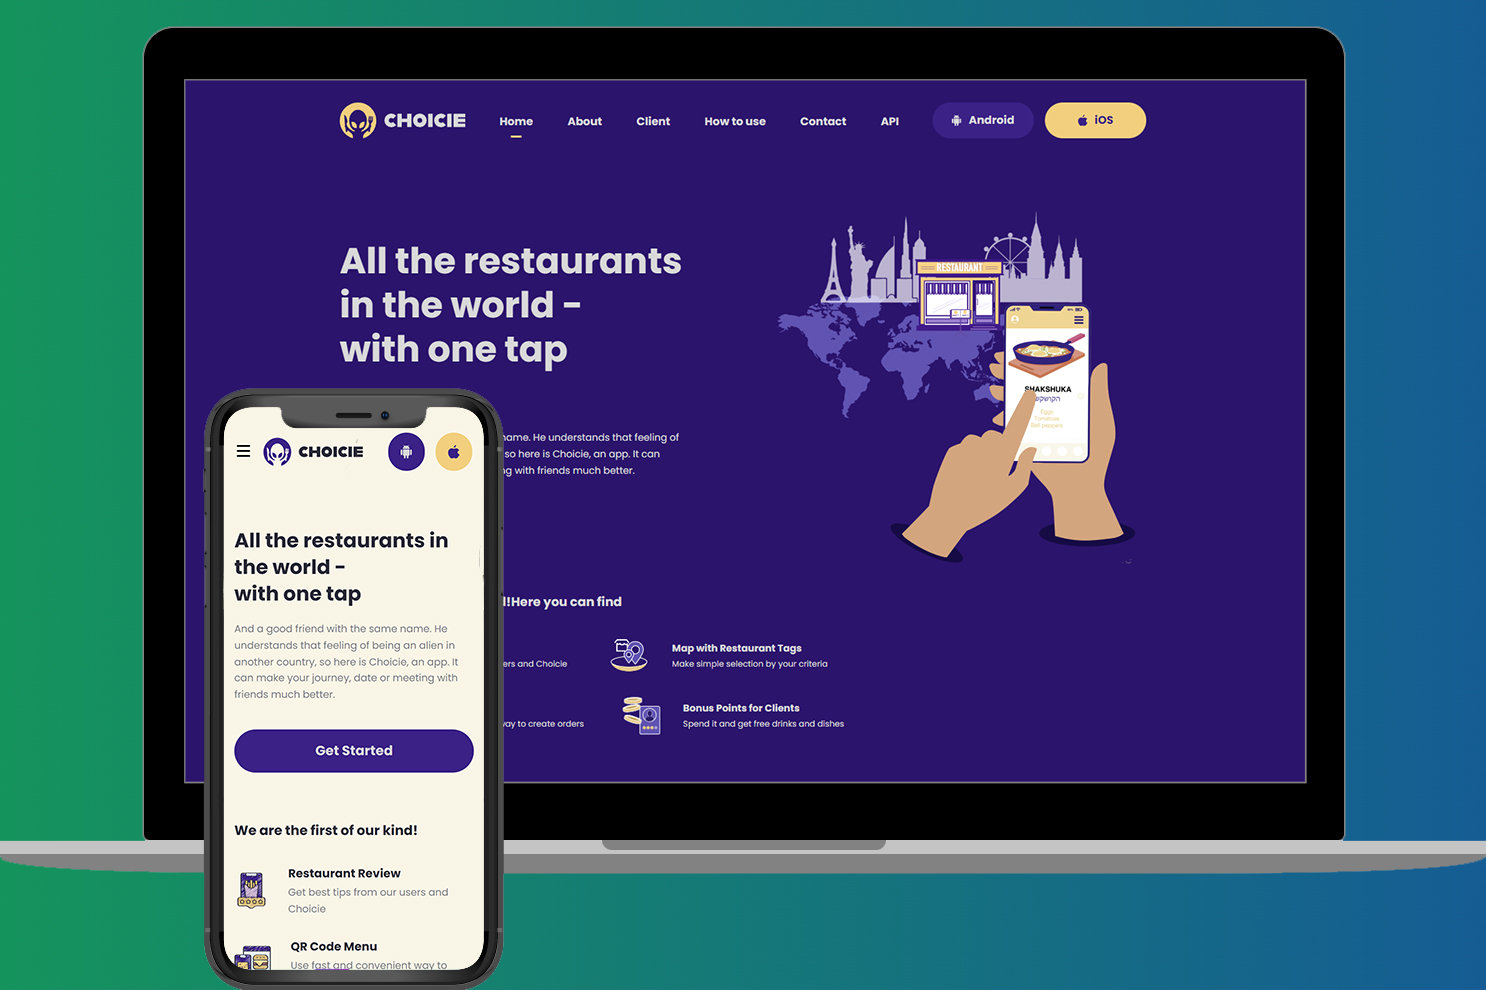 CHOICIE
Home
About
Client
How to use
Contact
API
Android
iOS
All the restaurants
in the world -
with one tap
name. He understands that feeling of
so here is Choicie, an app. It can
with friends much better.
RESTAURANT
SHAKSHUKA
Eggs
Tomatoes
Bell peppers
!Here you can find
and Choicie
Map with Restaurant Tags
Make simple selection by your criteria
to create orders
Bonus Points for Clients
Spend it and get free drinks and dishes
CHOICIE
All the restaurants in
the world -
with one tap
And a good friend with the same name. He
understands that feeling of being an alien in
another country, so here is Choicie, an app. It
can make your journey, date or meeting with
friends much better.
Get Started
We are the first of our kind!
Restaurant Review
Get best tips from our users and
Choicie
QR Code Menu
Use fast and convenient way to